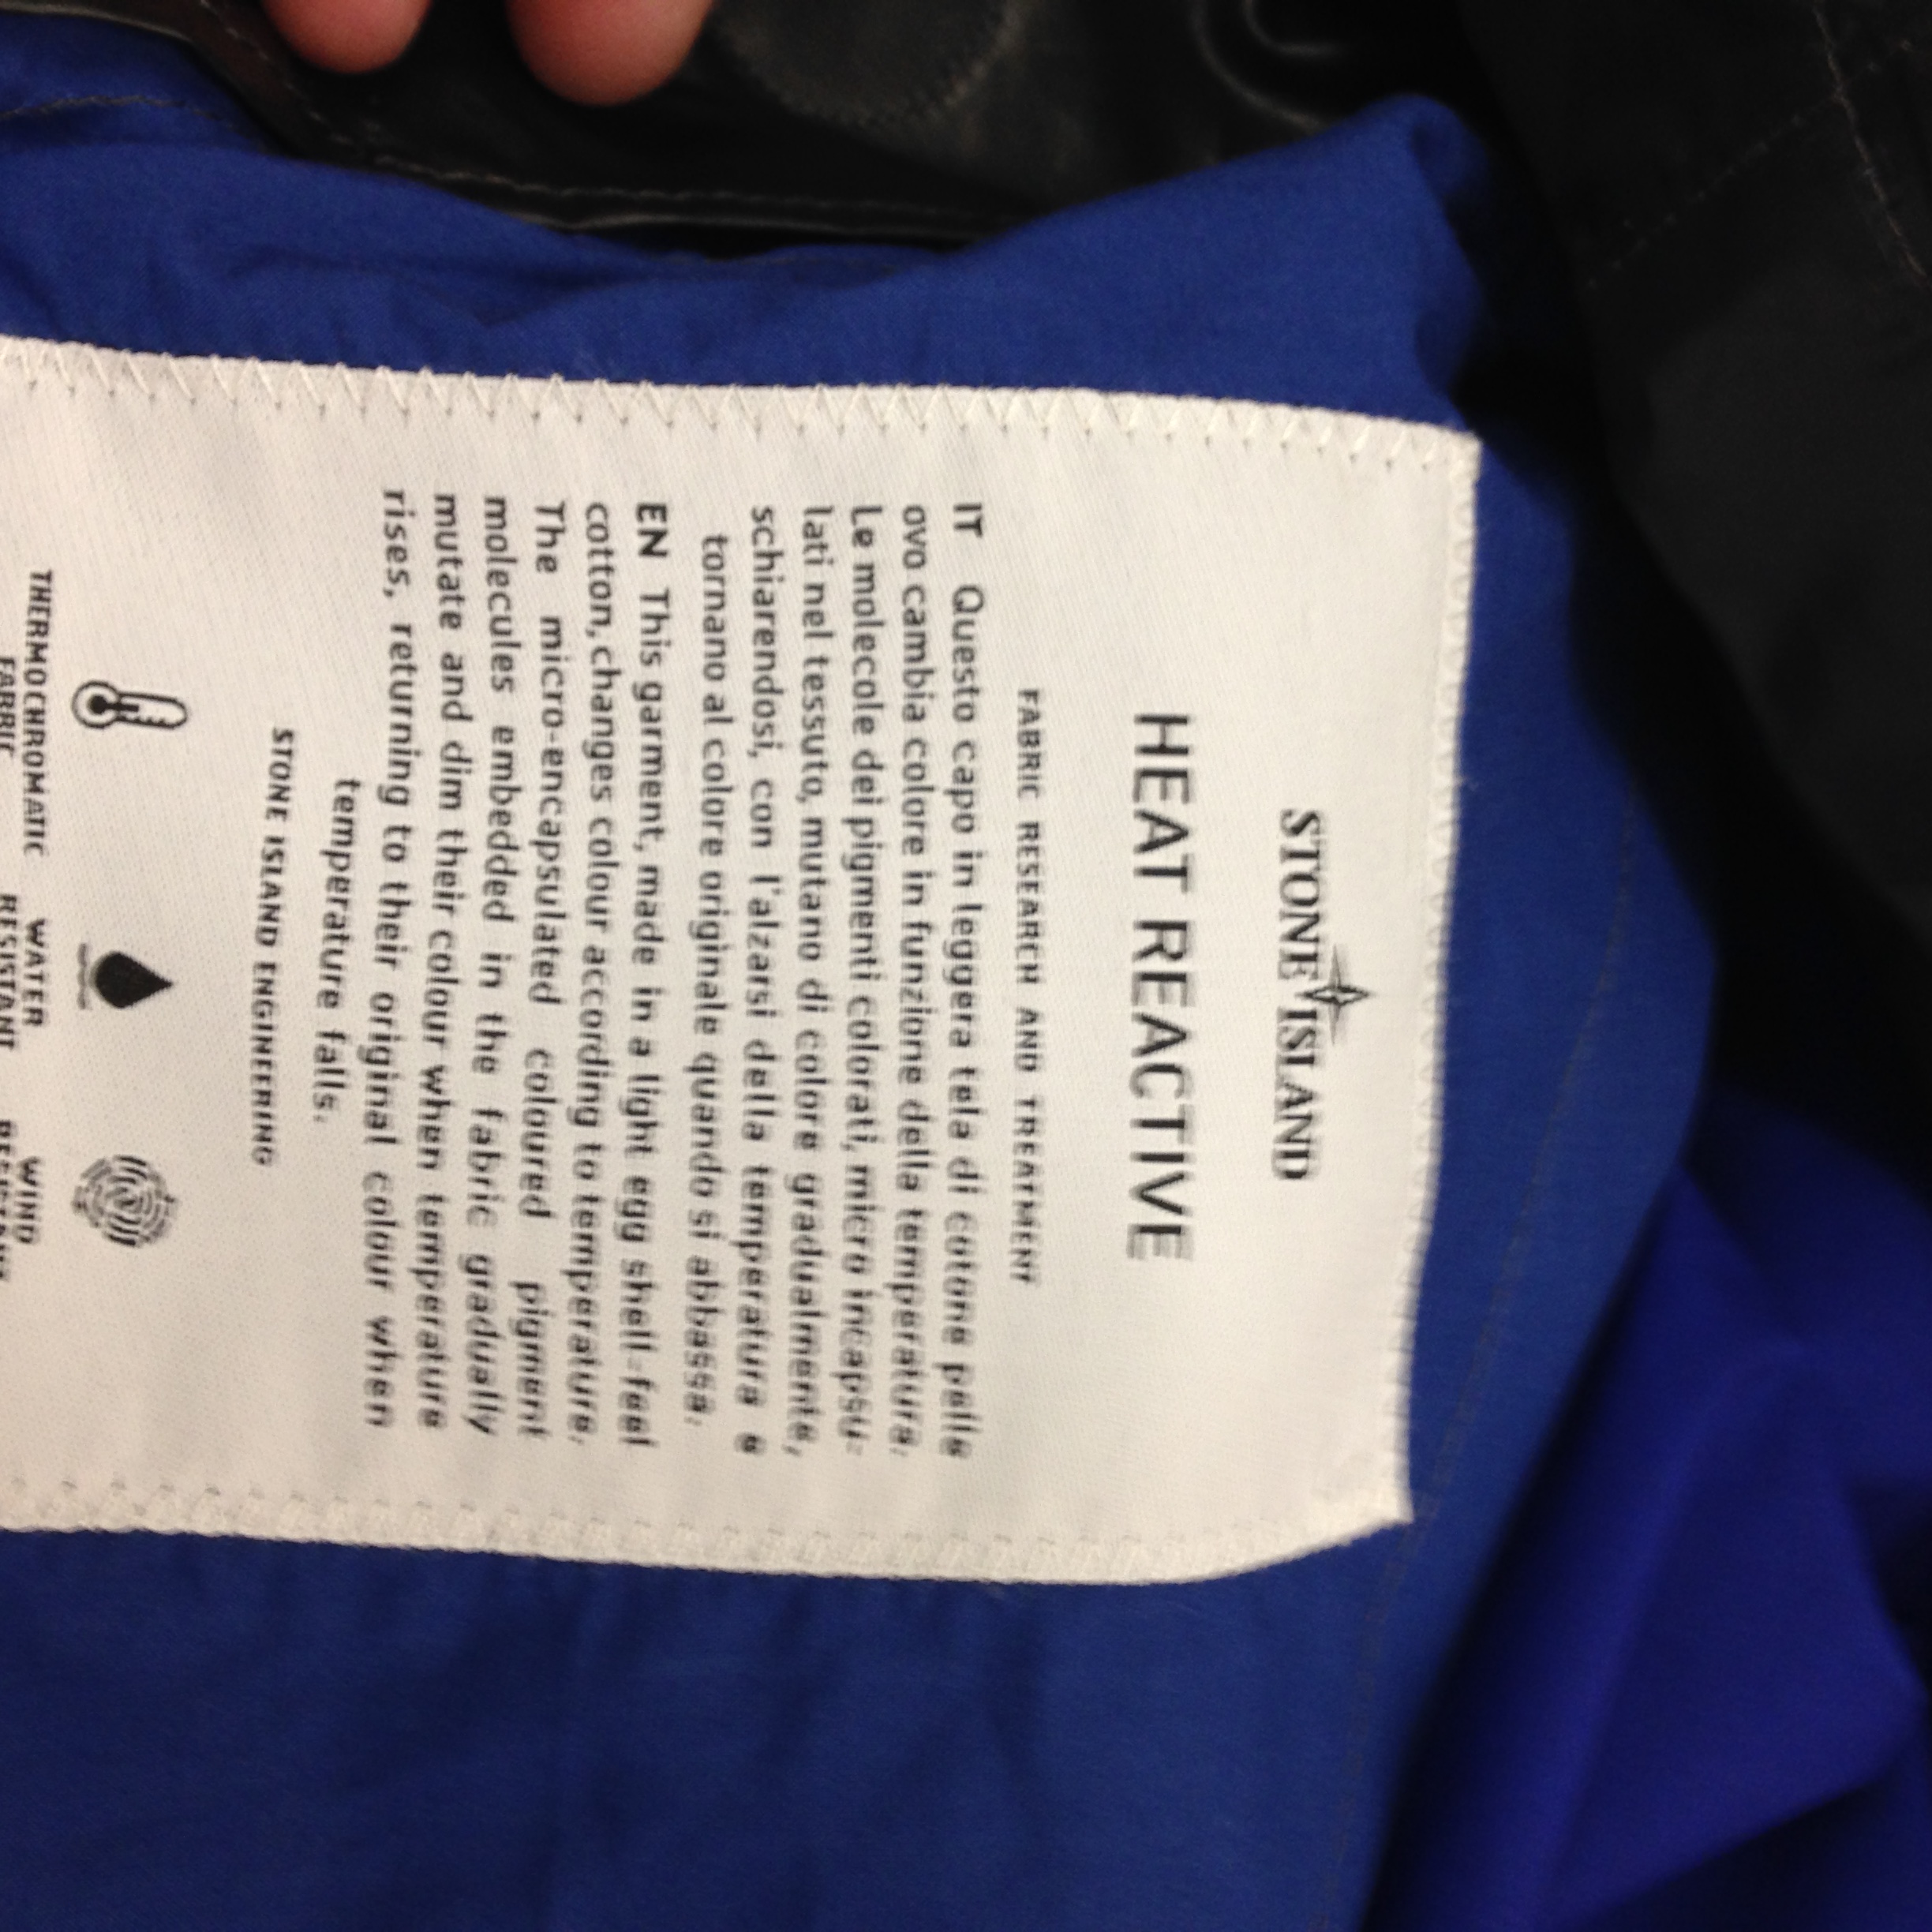 STONE ISLAND
HEAT REACTIVE
FABRIC RESEARCH AND TREATMENT
IT Questo capo in leggera tela di cotone pelle
ovo cambia colore in funzione della temperatura.
Le molecole dei pigmenti colorati, micro incapsu-
lati nel tessuto, mutano di colore gradualmente,
schiarendosi, con l'alzarsi della temperatura e
tornano al colore originale quando si abbassa.
EN This garment, made in a light egg shell-feel
cotton, changes colour according to temperature.
The micro-encapsulated coloured pigment
molecules embedded in the fabric gradually
mutate and dim their colour when temperature
rises, returning to their original colour when
temperature falls.
STONE ISLAND ENGINEERING
THERMOCHROMATIC WATER WIND
FABRIC RESISTANT RESISTANT